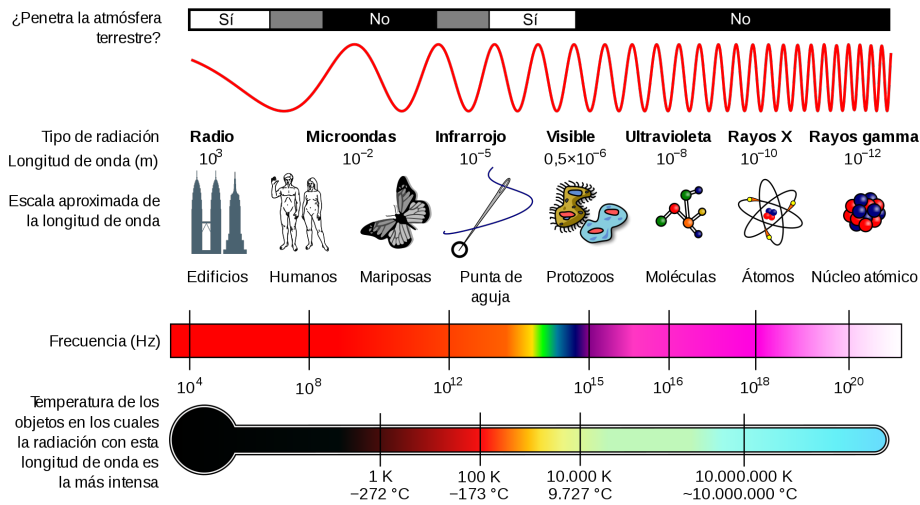 ¿Penetra la atmósfera
terrestre?
Sí No Sí No
Tipo de radiación Radio Microondas Infrarrojo Visible Ultravioleta Rayos X Rayos gamma
Longitud de onda (m) 10³ 10⁻² 10⁻⁵ 0,5×10⁻⁶ 10⁻⁸ 10⁻¹⁰ 10⁻¹²
Escala aproximada de
la longitud de onda
Edificios Humanos Mariposas Punta de Protozoos Moléculas Átomos Núcleo atómico
aguja
Frecuencia (Hz)
10⁴ 10⁸ 10¹² 10¹⁵ 10¹⁶ 10¹⁸ 10²⁰
Temperatura de los
objetos en los cuales
la radiación con esta
longitud de onda es
la más intensa
1 K 100 K 10.000 K 10.000.000 K
−272 °C −173 °C 9.727 °C ~10.000.000 °C